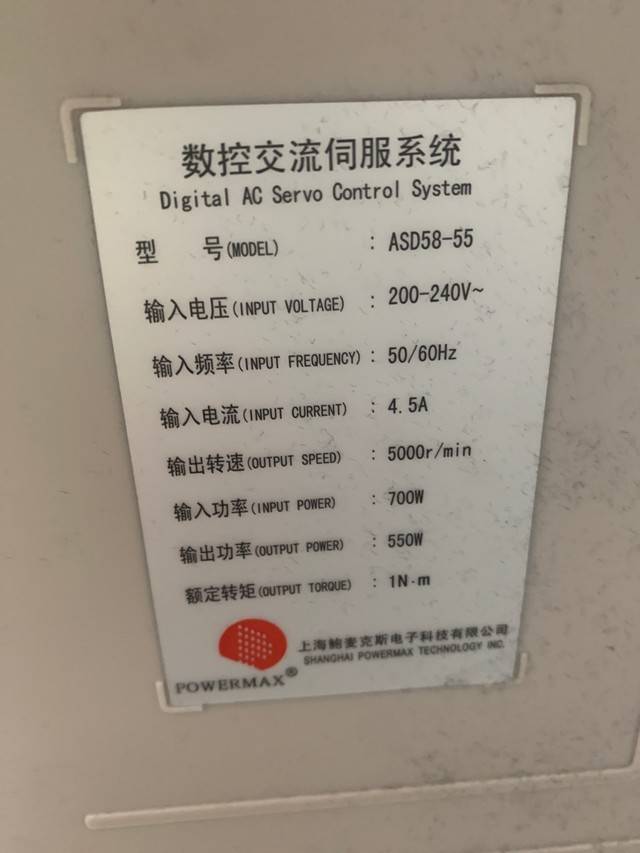 数控交流伺服系统
Digital AC Servo Control System
型 号(MODEL) : ASD58-55
输入电压(INPUT VOLTAGE) : 200-240V~
输入频率(INPUT FREQUENCY) : 50/60Hz
输入电流(INPUT CURRENT) : 4.5A
输出转速(OUTPUT SPEED) : 5000r/min
输入功率(INPUT POWER) : 700W
输出功率(OUTPUT POWER) : 550W
额定转矩(OUTPUT TORQUE) : 1N·m
上海鲍麦克斯电子科技有限公司
SHANGHAI POWERMAX TECHNOLOGY INC.
POWERMAX®